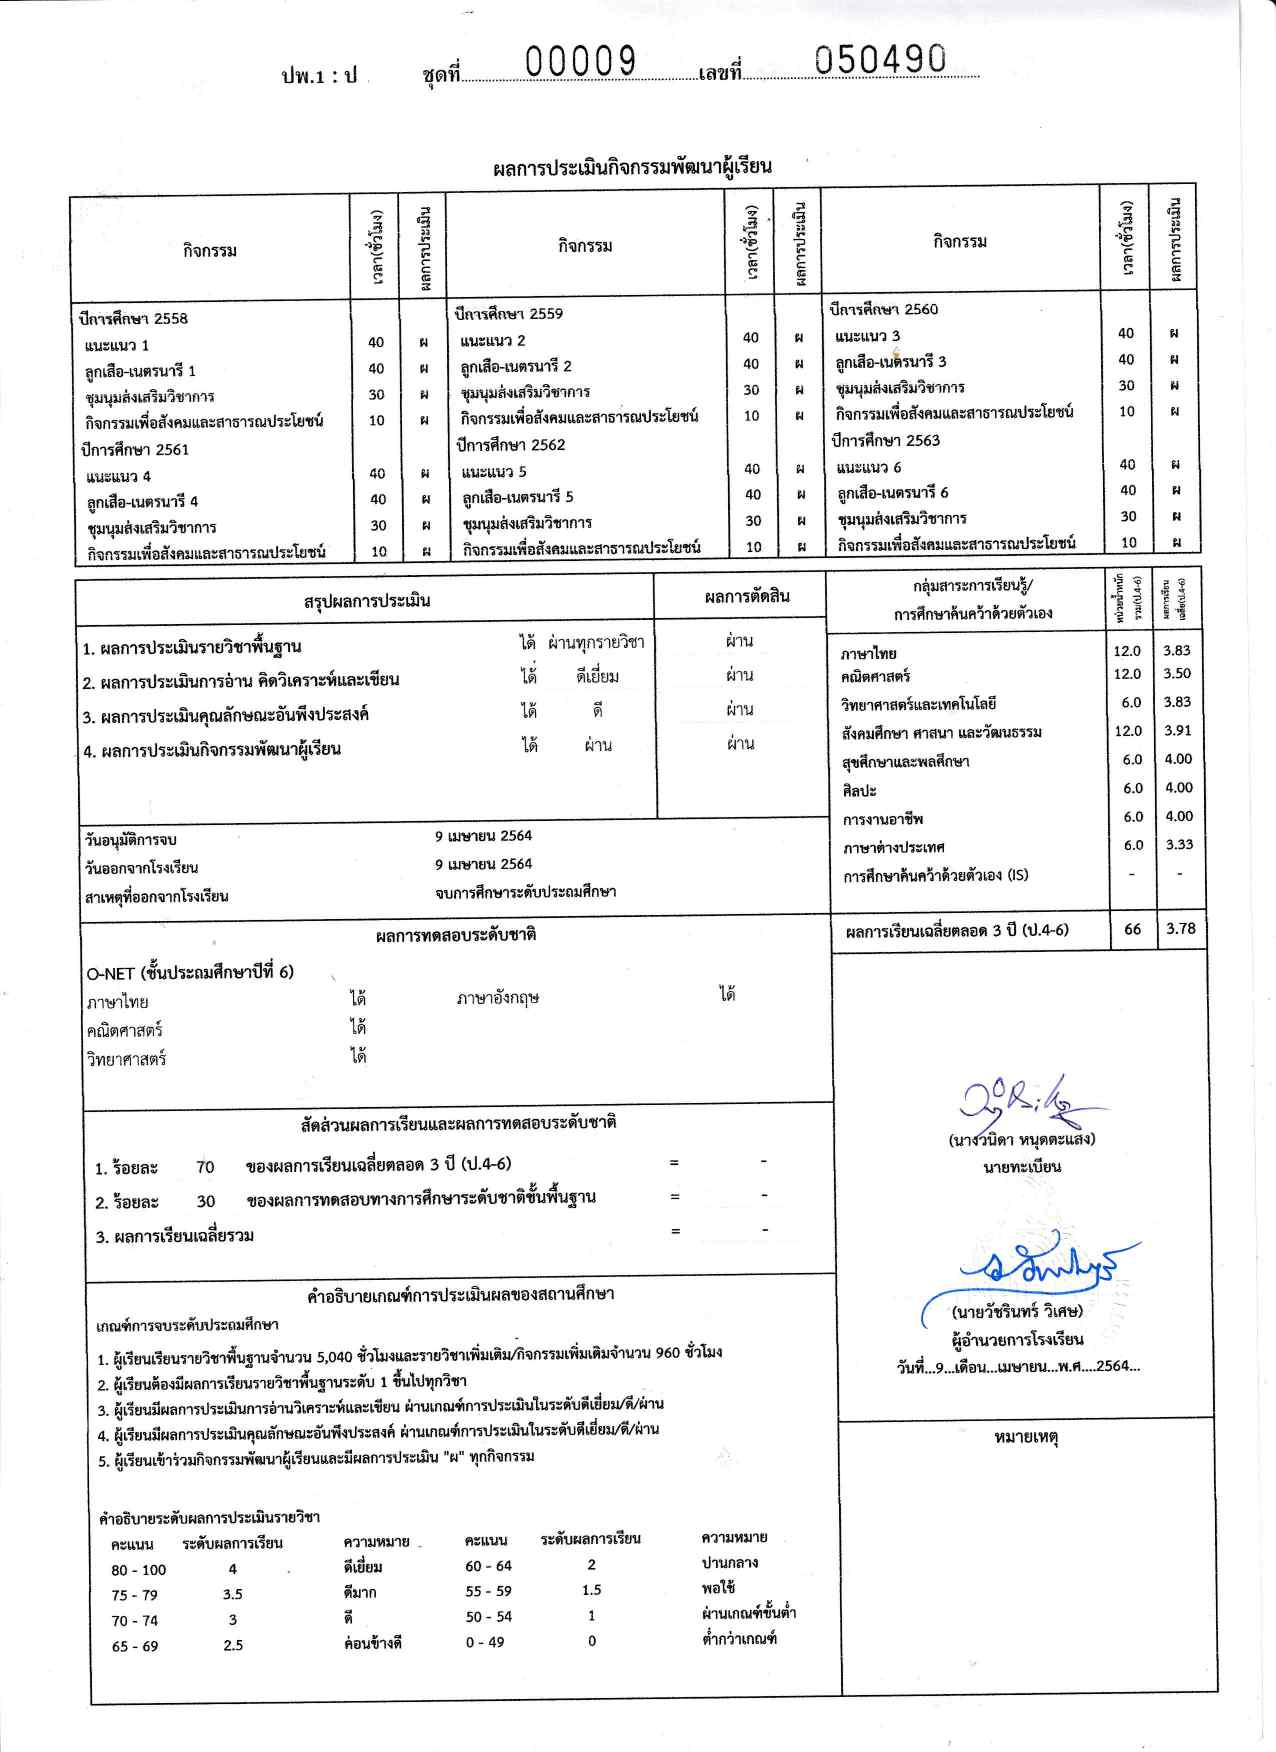 ปพ.1 : ป ชุดที่ 00009 เลขที่ 050490
ผลการประเมินกิจกรรมพัฒนาผู้เรียน
กิจกรรม เวลา(ชั่วโมง) ผลการประเมิน กิจกรรม เวลา(ชั่วโมง) ผลการประเมิน กิจกรรม เวลา(ชั่วโมง) ผลการประเมิน
ปีการศึกษา 2558 ปีการศึกษา 2559 ปีการศึกษา 2560
แนะแนว 1 40 ผ แนะแนว 2 40 ผ แนะแนว 3 40 ผ
ลูกเสือ-เนตรนารี 1 40 ผ ลูกเสือ-เนตรนารี 2 40 ผ ลูกเสือ-เนตรนารี 3 40 ผ
ชุมนุมส่งเสริมวิชาการ 30 ผ ชุมนุมส่งเสริมวิชาการ 30 ผ ชุมนุมส่งเสริมวิชาการ 30 ผ
กิจกรรมเพื่อสังคมและสาธารณประโยชน์ 10 ผ กิจกรรมเพื่อสังคมและสาธารณประโยชน์ 10 ผ กิจกรรมเพื่อสังคมและสาธารณประโยชน์ 10 ผ
ปีการศึกษา 2561 ปีการศึกษา 2562 ปีการศึกษา 2563
แนะแนว 4 40 ผ แนะแนว 5 40 ผ แนะแนว 6 40 ผ
ลูกเสือ-เนตรนารี 4 40 ผ ลูกเสือ-เนตรนารี 5 40 ผ ลูกเสือ-เนตรนารี 6 40 ผ
ชุมนุมส่งเสริมวิชาการ 30 ผ ชุมนุมส่งเสริมวิชาการ 30 ผ ชุมนุมส่งเสริมวิชาการ 30 ผ
กิจกรรมเพื่อสังคมและสาธารณประโยชน์ 10 ผ กิจกรรมเพื่อสังคมและสาธารณประโยชน์ 10 ผ กิจกรรมเพื่อสังคมและสาธารณประโยชน์ 10 ผ
สรุปผลการประเมิน ผลการตัดสิน
1. ผลการประเมินรายวิชาพื้นฐาน ได้ ผ่านทุกรายวิชา ผ่าน
2. ผลการประเมินการอ่าน คิดวิเคราะห์และเขียน ได้ ดีเยี่ยม ผ่าน
3. ผลการประเมินคุณลักษณะอันพึงประสงค์ ได้ ดี ผ่าน
4. ผลการประเมินกิจกรรมพัฒนาผู้เรียน ได้ ผ่าน ผ่าน
วันอนุมัติการจบ 9 เมษายน 2564
วันออกจากโรงเรียน 9 เมษายน 2564
สาเหตุที่ออกจากโรงเรียน จบการศึกษาระดับประถมศึกษา
กลุ่มสาระการเรียนรู้/
การศึกษาค้นคว้าด้วยตัวเอง หน่วยน้ำหนัก รวม(ป.4-6) ผลการเรียน เฉลี่ย(ป.4-6)
ภาษาไทย 12.0 3.83
คณิตศาสตร์ 12.0 3.50
วิทยาศาสตร์และเทคโนโลยี 6.0 3.83
สังคมศึกษา ศาสนา และวัฒนธรรม 12.0 3.91
สุขศึกษาและพลศึกษา 6.0 4.00
ศิลปะ 6.0 4.00
การงานอาชีพ 6.0 4.00
ภาษาต่างประเทศ 6.0 3.33
การศึกษาค้นคว้าด้วยตัวเอง (IS) - -
ผลการเรียนเฉลี่ยตลอด 3 ปี (ป.4-6) 66 3.78
ผลการทดสอบระดับชาติ
O-NET (ชั้นประถมศึกษาปีที่ 6)
ภาษาไทย ได้ ภาษาอังกฤษ ได้
คณิตศาสตร์ ได้
วิทยาศาสตร์ ได้
สัดส่วนผลการเรียนและผลการทดสอบระดับชาติ
1. ร้อยละ 70 ของผลการเรียนเฉลี่ยตลอด 3 ปี (ป.4-6) = -
2. ร้อยละ 30 ของผลการทดสอบทางการศึกษาระดับชาติขั้นพื้นฐาน = -
3. ผลการเรียนเฉลี่ยรวม = -
(นางวนิดา หนุดตะแสง)
นายทะเบียน
(นายวัชรินทร์ วิเศษ)
ผู้อำนวยการโรงเรียน
วันที่...9...เดือน...เมษายน...พ.ศ....2564...
หมายเหตุ
คำอธิบายเกณฑ์การประเมินผลของสถานศึกษา
เกณฑ์การจบระดับประถมศึกษา
1. ผู้เรียนเรียนรายวิชาพื้นฐานจำนวน 5,040 ชั่วโมงและรายวิชาเพิ่มเติม/กิจกรรมเพิ่มเติมจำนวน 960 ชั่วโมง
2. ผู้เรียนต้องมีผลการเรียนรายวิชาพื้นฐานระดับ 1 ขึ้นไปทุกวิชา
3. ผู้เรียนมีผลการประเมินการอ่านวิเคราะห์และเขียน ผ่านเกณฑ์การประเมินในระดับดีเยี่ยม/ดี/ผ่าน
4. ผู้เรียนมีผลการประเมินคุณลักษณะอันพึงประสงค์ ผ่านเกณฑ์การประเมินในระดับดีเยี่ยม/ดี/ผ่าน
5. ผู้เรียนเข้าร่วมกิจกรรมพัฒนาผู้เรียนและมีผลการประเมิน "ผ" ทุกกิจกรรม
คำอธิบายระดับผลการประเมินรายวิชา
คะแนน ระดับผลการเรียน ความหมาย คะแนน ระดับผลการเรียน ความหมาย
80 - 100 4 ดีเยี่ยม 60 - 64 2 ปานกลาง
75 - 79 3.5 ดีมาก 55 - 59 1.5 พอใช้
70 - 74 3 ดี 50 - 54 1 ผ่านเกณฑ์ขั้นต่ำ
65 - 69 2.5 ค่อนข้างดี 0 - 49 0 ต่ำกว่าเกณฑ์